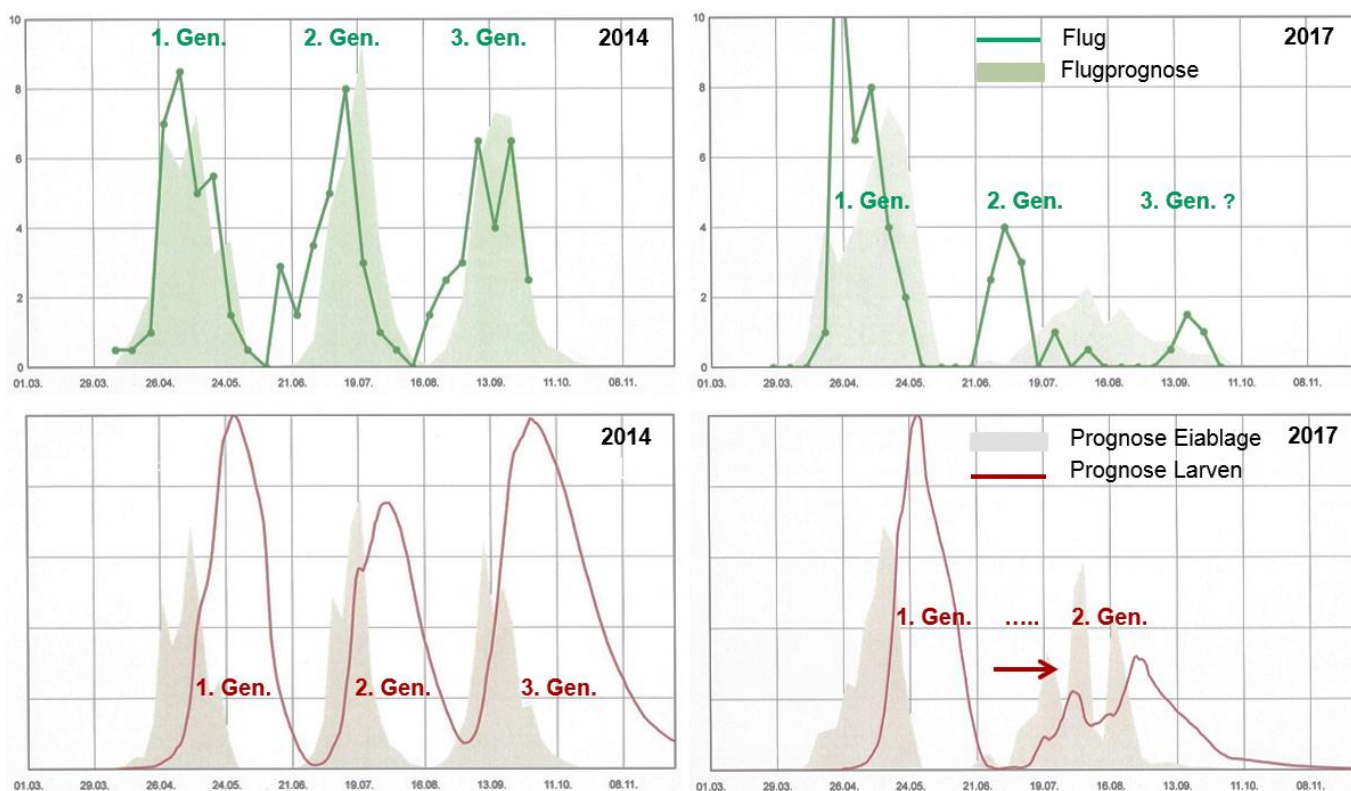 1. Gen. 2. Gen. 3. Gen. 2014
10
8
6
4
2
0
01.03. 29.03. 26.04. 24.05. 21.06. 19.07. 16.08. 13.09. 11.10. 08.11.
Flug 2017
Flugprognose
1. Gen. 2. Gen. 3. Gen. ?
10
8
6
4
2
0
01.03. 29.03. 26.04. 24.05. 21.06. 19.07. 16.08. 13.09. 11.10. 08.11.
2014
1. Gen. 2. Gen. 3. Gen.
01.03. 29.03. 26.04. 24.05. 21.06. 19.07. 16.08. 13.09. 11.10. 08.11.
Prognose Eiablage 2017
Prognose Larven
1. Gen. ..... 2. Gen.
01.03. 29.03. 26.04. 24.05. 21.06. 19.07. 16.08. 13.09. 11.10. 08.11.